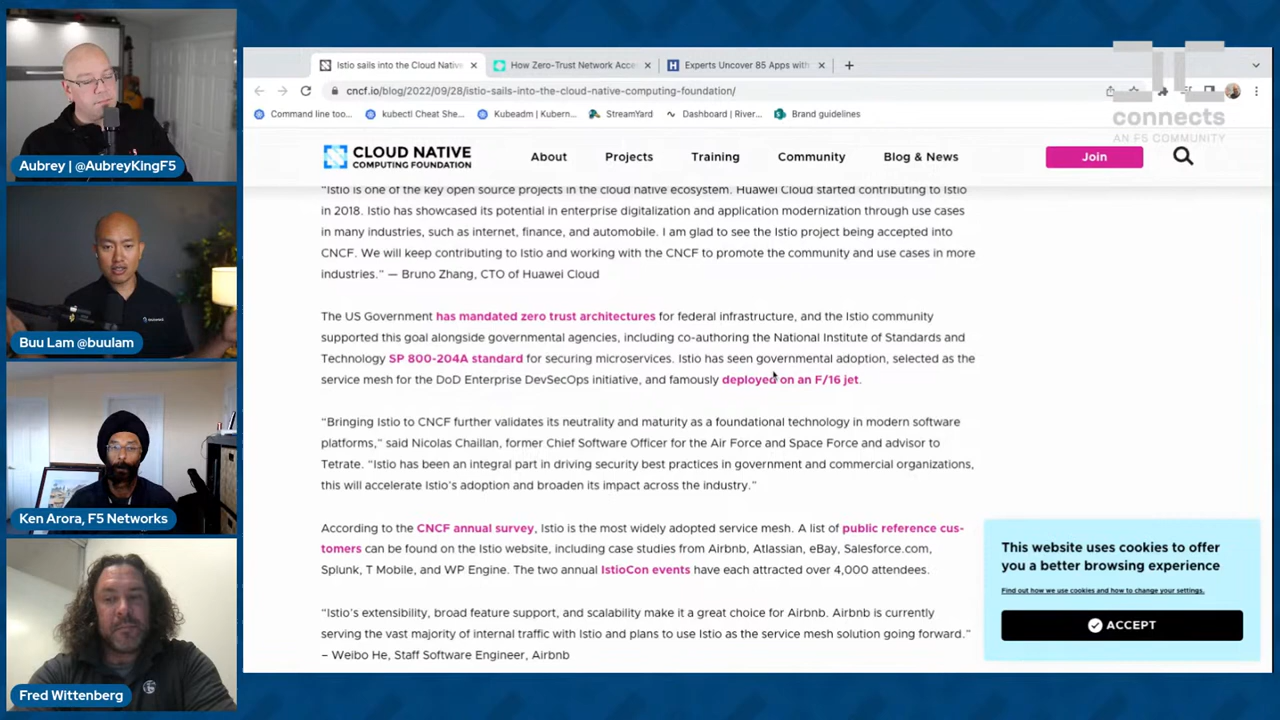 Aubrey | @AubreyKingF5
Buu Lam @buulam
Ken Arora, F5 Networks
Fred Wittenberg
Istio sails into the Cloud Native
How Zero-Trust Network Acce
Experts Uncover 85 Apps with
cncf.io/blog/2022/09/28/istio-sails-into-the-cloud-native-computing-foundation/
Command line too...
kubectl Cheat She...
Kubeadm | Kubern...
StreamYard
Dashboard | River...
Brand guidelines
connects
AN F5 COMMUNITY
CLOUD NATIVE
COMPUTING FOUNDATION
About
Projects
Training
Community
Blog & News
Join
"Istio is one of the key open source projects in the cloud native ecosystem. Huawei Cloud started contributing to Istio
in 2018. Istio has showcased its potential in enterprise digitalization and application modernization through use cases
in many industries, such as internet, finance, and automobile. I am glad to see the Istio project being accepted into
CNCF. We will keep contributing to Istio and working with the CNCF to promote the community and use cases in more
industries." — Bruno Zhang, CTO of Huawei Cloud
The US Government has mandated zero trust architectures for federal infrastructure, and the Istio community
supported this goal alongside governmental agencies, including co-authoring the National Institute of Standards and
Technology SP 800-204A standard for securing microservices. Istio has seen governmental adoption, selected as the
service mesh for the DoD Enterprise DevSecOps initiative, and famously deployed on an F/16 jet.
"Bringing Istio to CNCF further validates its neutrality and maturity as a foundational technology in modern software
platforms," said Nicolas Chaillan, former Chief Software Officer for the Air Force and Space Force and advisor to
Tetrate. "Istio has been an integral part in driving security best practices in government and commercial organizations,
this will accelerate Istio's adoption and broaden its impact across the industry."
According to the CNCF annual survey, Istio is the most widely adopted service mesh. A list of public reference cus-
tomers can be found on the Istio website, including case studies from Airbnb, Atlassian, eBay, Salesforce.com,
Splunk, T Mobile, and WP Engine. The two annual IstioCon events have each attracted over 4,000 attendees.
"Istio's extensibility, broad feature support, and scalability make it a great choice for Airbnb. Airbnb is currently
serving the vast majority of internal traffic with Istio and plans to use Istio as the service mesh solution going forward."
– Weibo He, Staff Software Engineer, Airbnb
This website uses cookies to offer
you a better browsing experience
Find out how we use cookies and how to change your settings.
ACCEPT